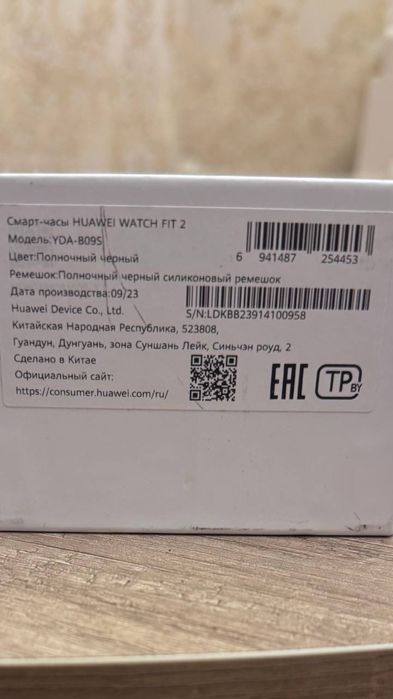 Смарт-часы HUAWEI WATCH FIT 2
Модель:YDA-B09S
Цвет:Полночный черный
6 941487 254453
Ремешок:Полночный черный силиконовый ремешок
Дата производства:09/23
S/N:LDKBB23914100958
Huawei Device Co., Ltd.
Китайская Народная Республика, 523808,
Гуандун, Дунгуань, зона Суншань Лейк, Синьчэн роуд, 2
Сделано в Китае
Официальный сайт:
https://consumer.huawei.com/ru/
EAC
TP BY